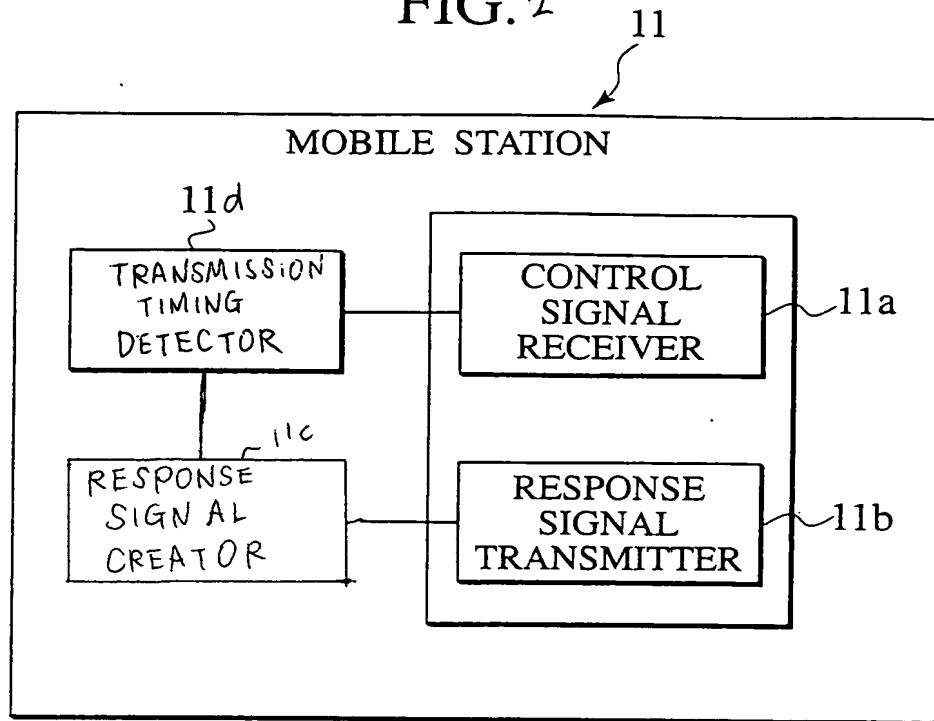 FIG. 2
11
MOBILE STATION
11d
TRANSMISSION
TIMING
DETECTOR
CONTROL
SIGNAL
RECEIVER
11a
11c
RESPONSE
SIGNAL
CREATOR
RESPONSE
SIGNAL
TRANSMITTER
11b